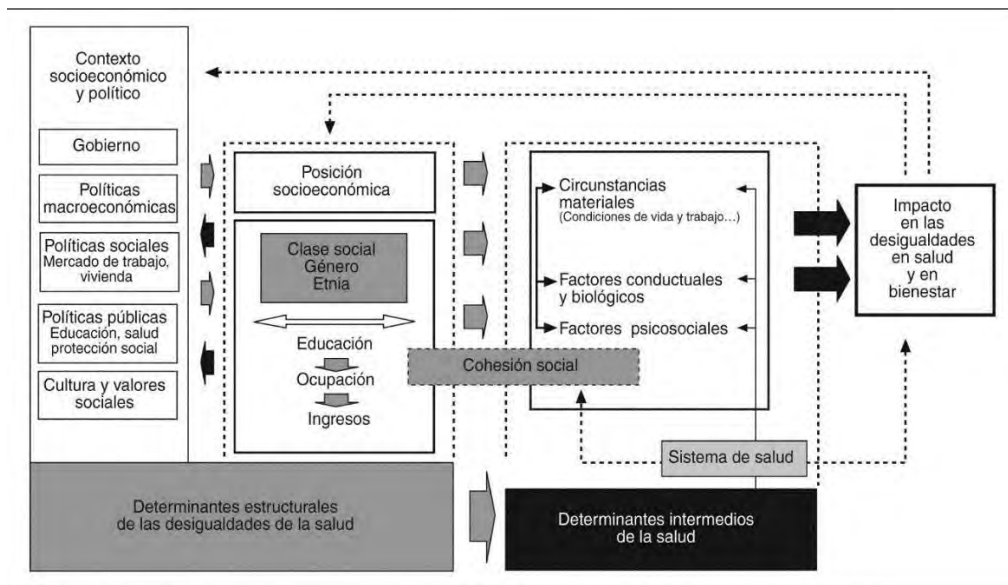 Contexto
socioeconómico
y político
Gobierno
Políticas
macroeconómicas
Políticas sociales
Mercado de trabajo,
vivienda
Políticas públicas
Educación, salud
protección social
Cultura y valores
sociales
Posición
socioeconómica
Clase social
Género
Etnia
Educación
Ocupación
Ingresos
Cohesión social
Circunstancias
materiales
(Condiciones de vida y trabajo...)
Factores conductuales
y biológicos
Factores psicosociales
Sistema de salud
Impacto
en las
desigualdades
en salud
y en
bienestar
Determinantes estructurales
de las desigualdades de la salud
Determinantes intermedios
de la salud